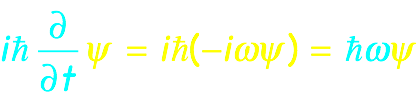 iħ ∂/∂t ψ = iħ(−iωψ) = ħωψ